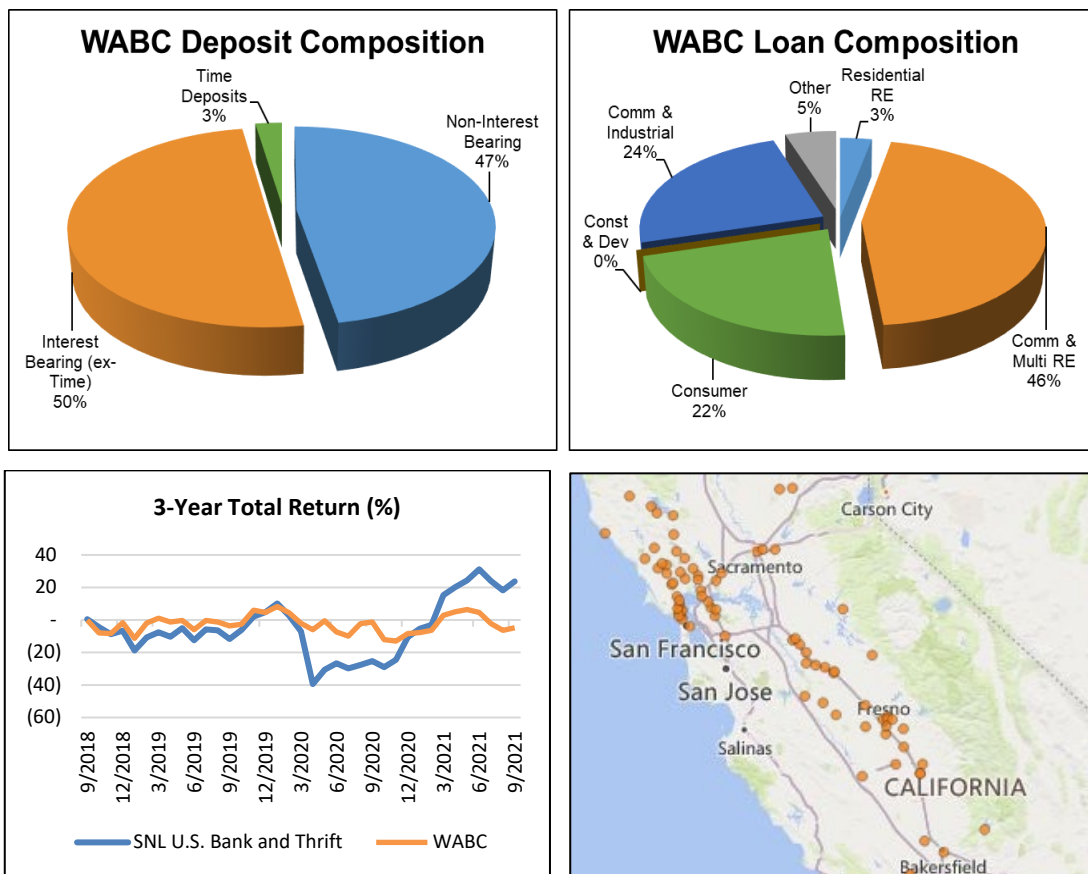 WABC Deposit Composition
Time
Deposits
3%
Non-Interest
Bearing
47%
Interest
Bearing (ex-
Time)
50%
WABC Loan Composition
Residential
RE
3%
Other
5%
Comm &
Industrial
24%
Const
& Dev
0%
Consumer
22%
Comm &
Multi RE
46%
3-Year Total Return (%)
40
20
-
(20)
(40)
(60)
9/2018
12/2018
3/2019
6/2019
9/2019
12/2019
3/2020
6/2020
9/2020
12/2020
3/2021
6/2021
9/2021
SNL U.S. Bank and Thrift
WABC
Carson City
Sacramento
San Francisco
San Jose
Fresno
Salinas
CALIFORNIA
Bakersfield